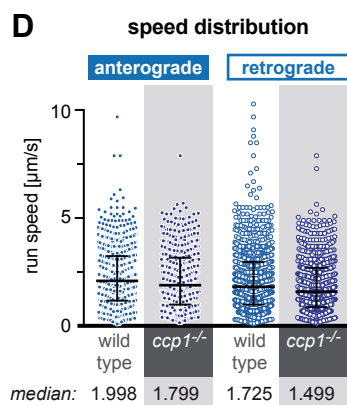 D speed distribution
anterograde retrograde
10
5
0
run speed [µm/s]
wild type ccp1-/- wild type ccp1-/-
median: 1.998 1.799 1.725 1.499